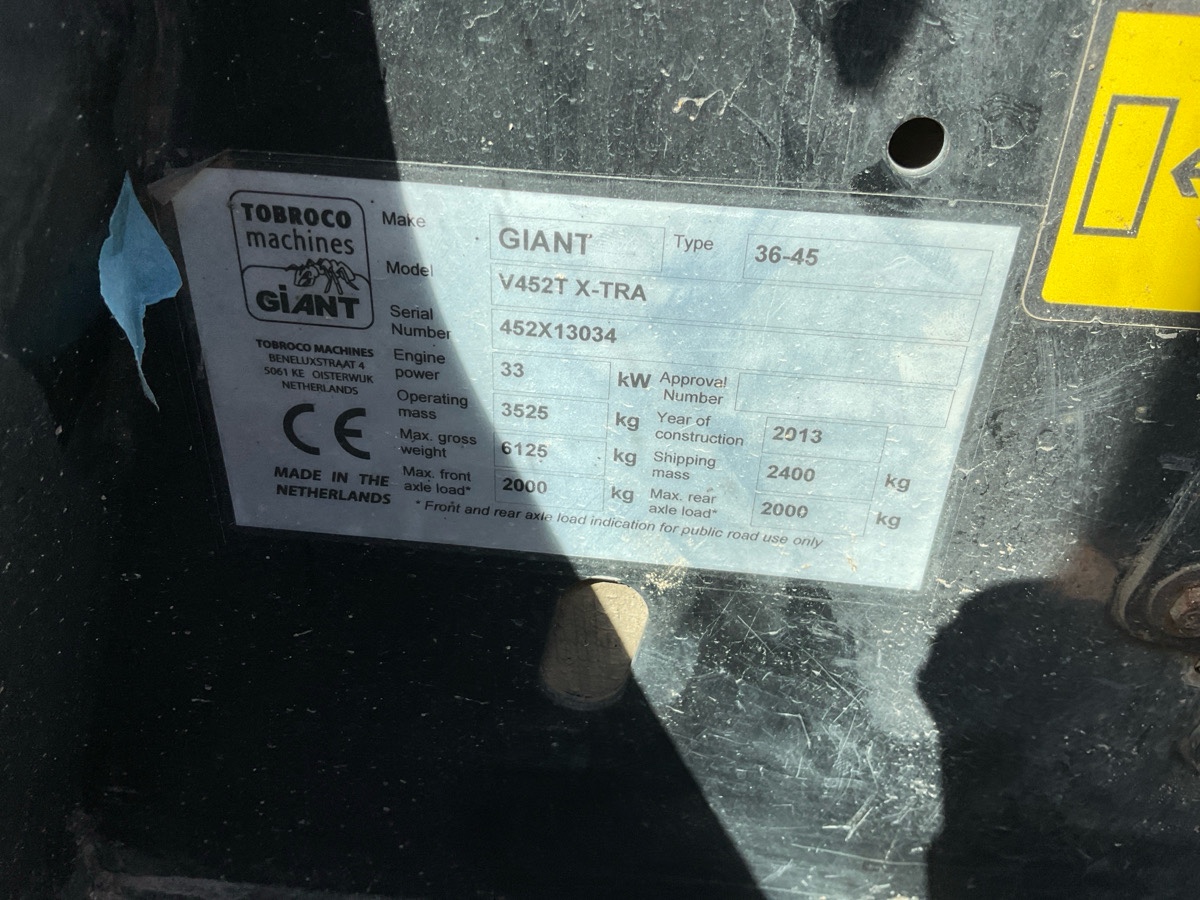 TOBROCO
machines
GiANT
TOBROCO MACHINES
BENELUXSTRAAT 4
5061 KE OISTERWIJK
NETHERLANDS
CE
MADE IN THE
NETHERLANDS
Make GIANT Type 36-45
Model V452T X-TRA
Serial Number 452X13034
Engine power 33 kW Approval Number
Operating mass 3525 kg Year of construction 2013
Max. gross weight 6125 kg Shipping mass 2400 kg
Max. front axle load* 2000 kg Max. rear axle load* 2000 kg
* Front and rear axle load indication for public road use only